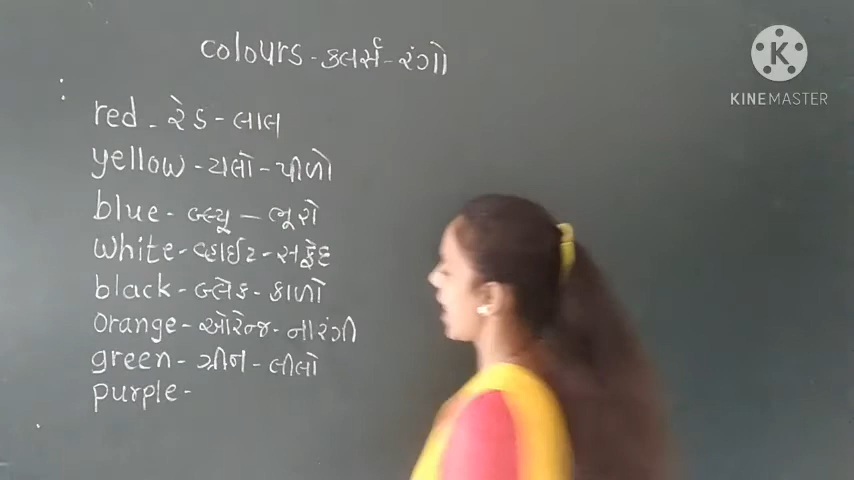 colours - કલર્સ - રંગો
red - રેડ - લાલ
yellow - યલો - પીળો
blue - બ્લ્યૂ - ભૂરો
white - વ્હાઈટ - સફેદ
black - બ્લેક - કાળો
orange - ઓરેન્જ - નારંગી
green - ગ્રીન - લીલો
purple -
KINEMASTER